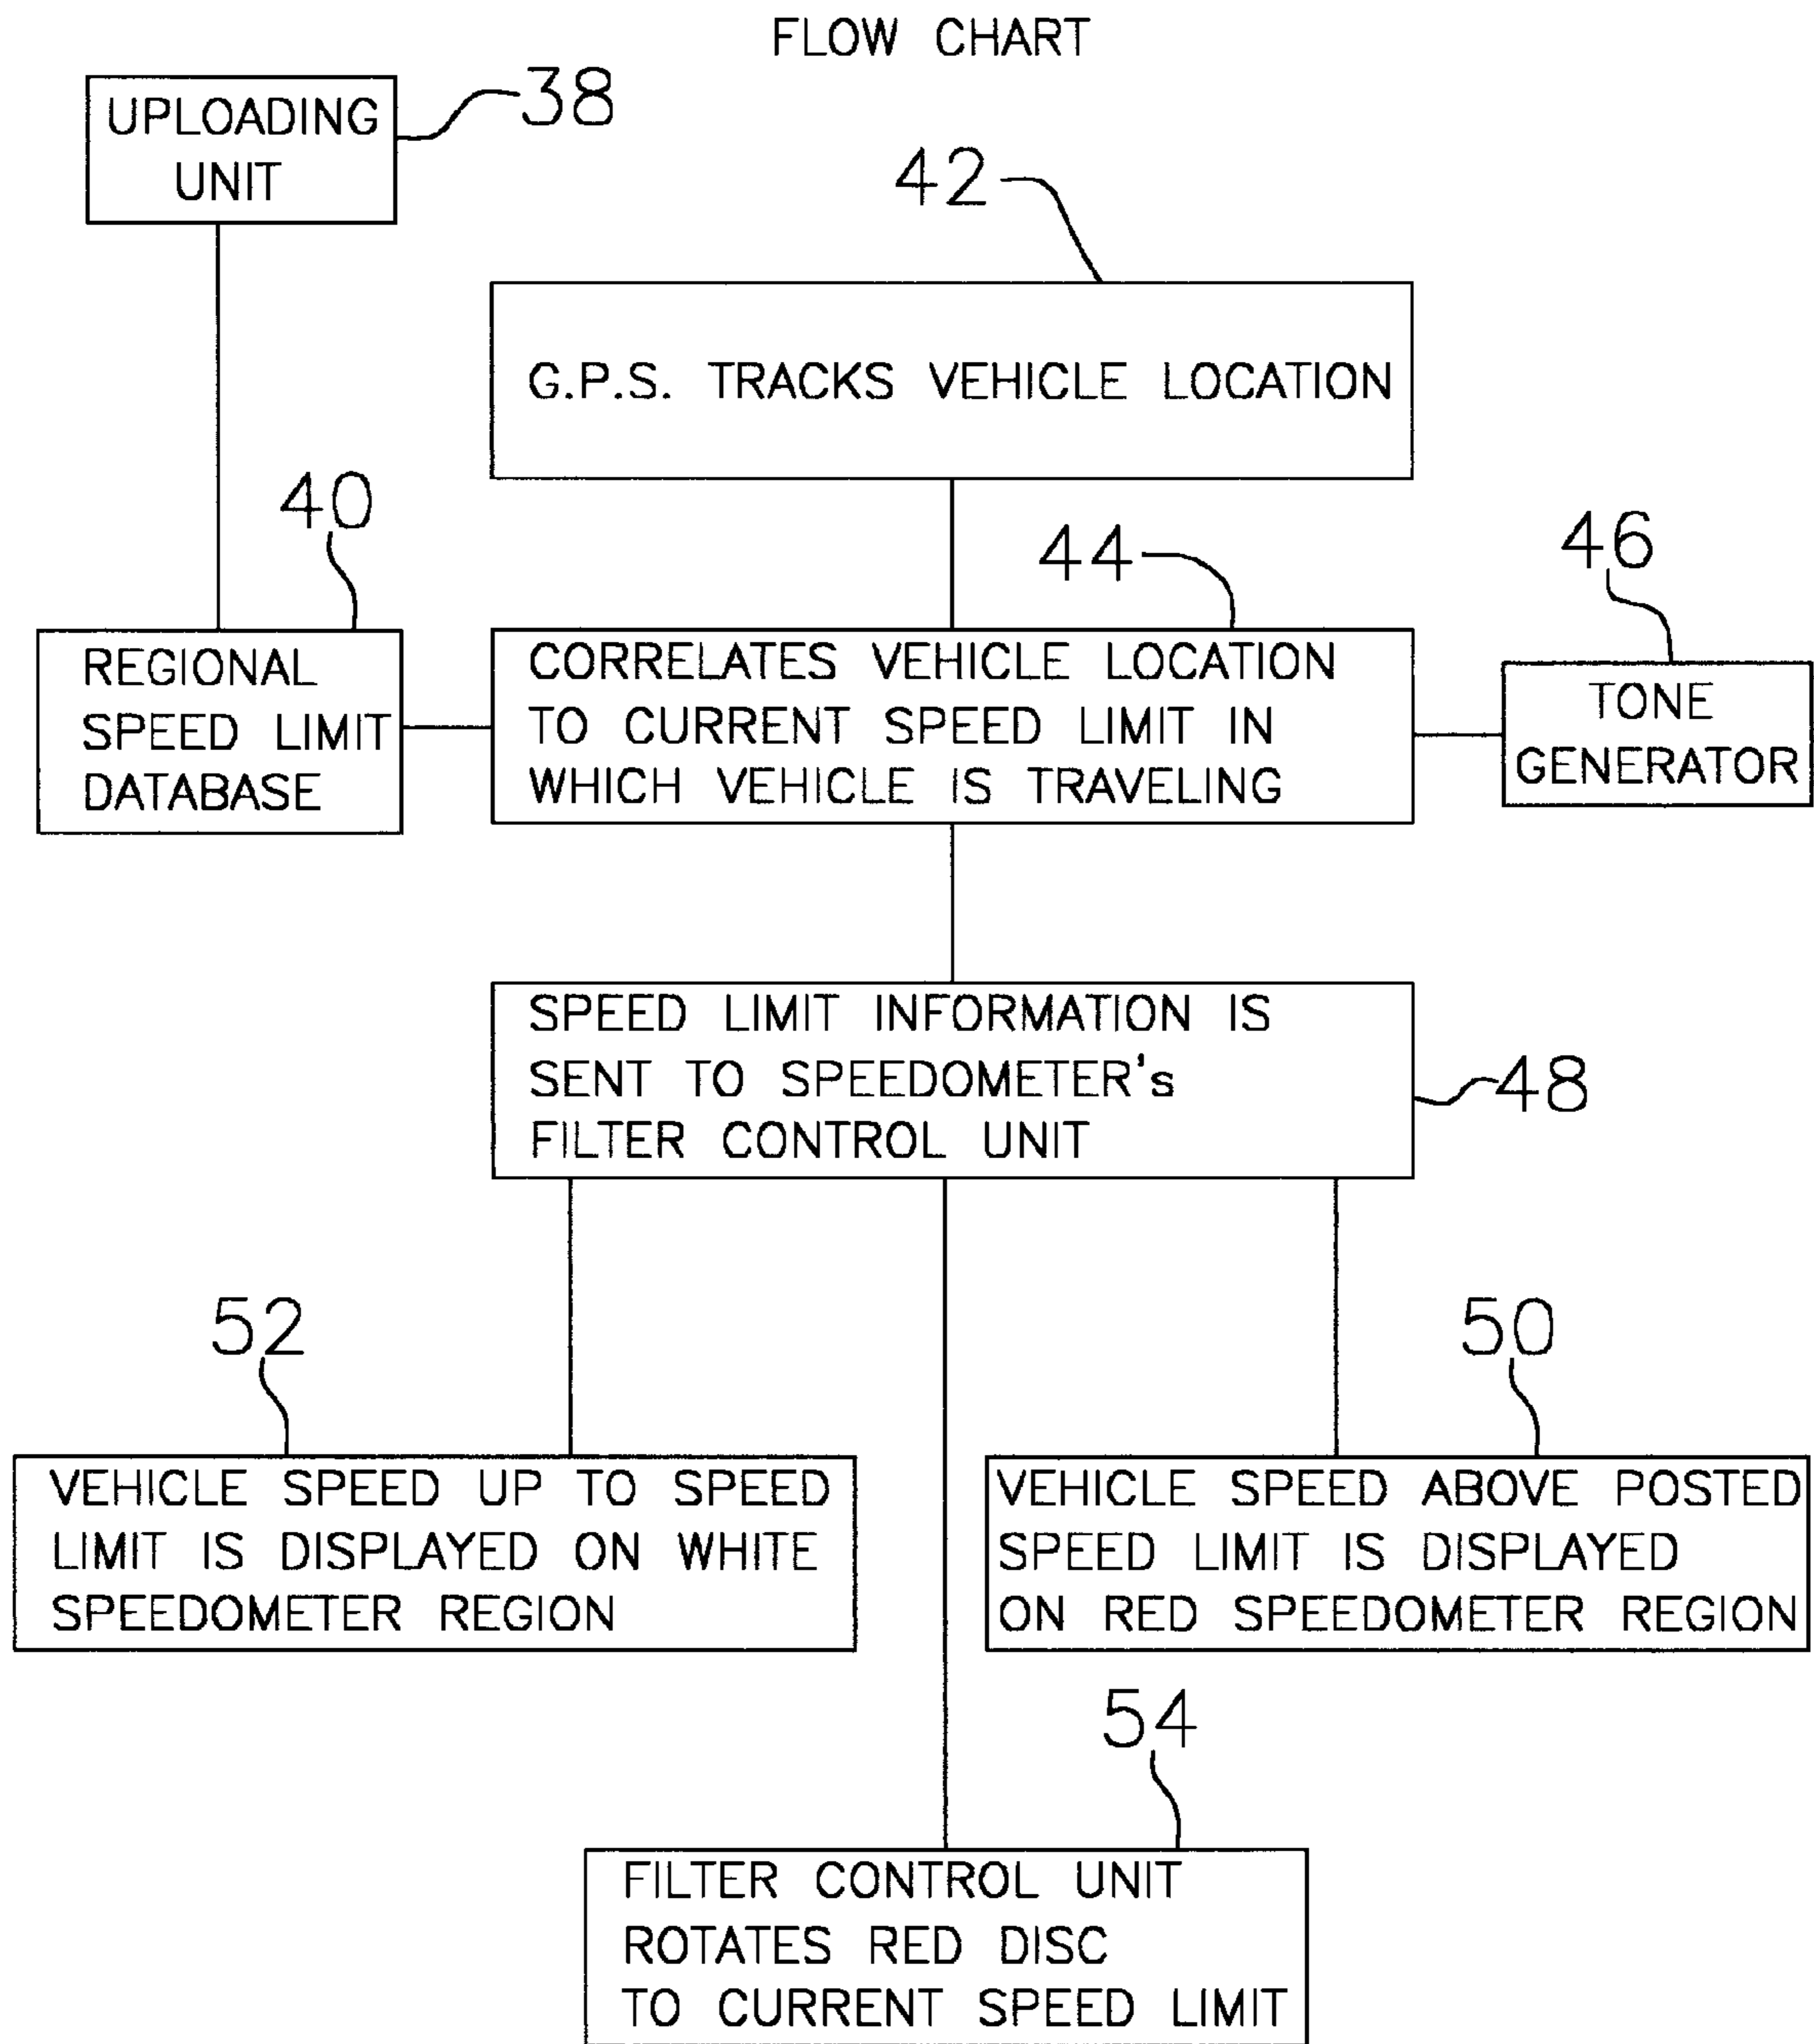 FLOW CHART
UPLOADING
UNIT
38
42
G.P.S. TRACKS VEHICLE LOCATION
40
44
46
REGIONAL
SPEED LIMIT
DATABASE
CORRELATES VEHICLE LOCATION
TO CURRENT SPEED LIMIT IN
WHICH VEHICLE IS TRAVELING
TONE
GENERATOR
SPEED LIMIT INFORMATION IS
SENT TO SPEEDOMETER's
FILTER CONTROL UNIT
48
52
50
VEHICLE SPEED UP TO SPEED
LIMIT IS DISPLAYED ON WHITE
SPEEDOMETER REGION
VEHICLE SPEED ABOVE POSTED
SPEED LIMIT IS DISPLAYED
ON RED SPEEDOMETER REGION
54
FILTER CONTROL UNIT
ROTATES RED DISC
TO CURRENT SPEED LIMIT